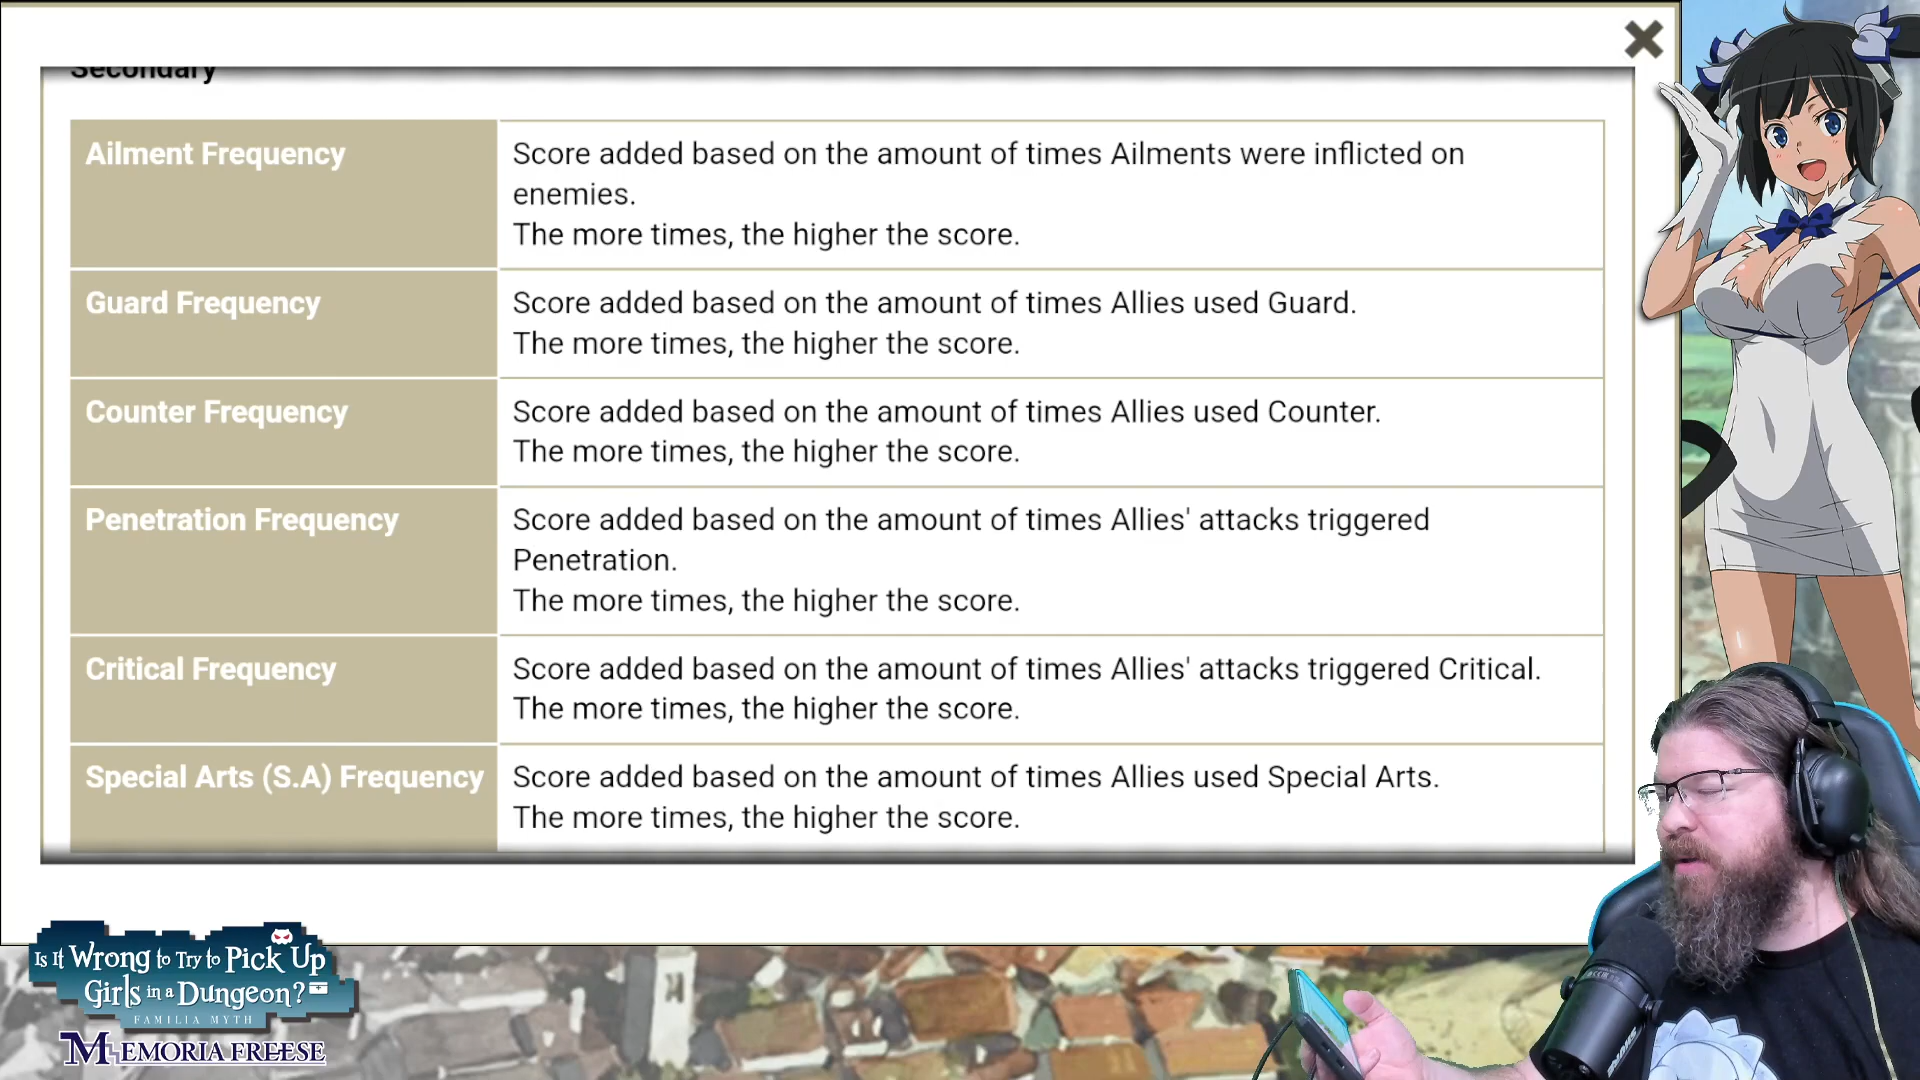 Secondary
Ailment Frequency
Score added based on the amount of times Ailments were inflicted on
enemies.
The more times, the higher the score.
Guard Frequency
Score added based on the amount of times Allies used Guard.
The more times, the higher the score.
Counter Frequency
Score added based on the amount of times Allies used Counter.
The more times, the higher the score.
Penetration Frequency
Score added based on the amount of times Allies' attacks triggered
Penetration.
The more times, the higher the score.
Critical Frequency
Score added based on the amount of times Allies' attacks triggered Critical.
The more times, the higher the score.
Special Arts (S.A) Frequency
Score added based on the amount of times Allies used Special Arts.
The more times, the higher the score.
Is It Wrong to Try to Pick Up
Girls in a Dungeon?
FAMILIA MYTH
MEMORIA FREESE